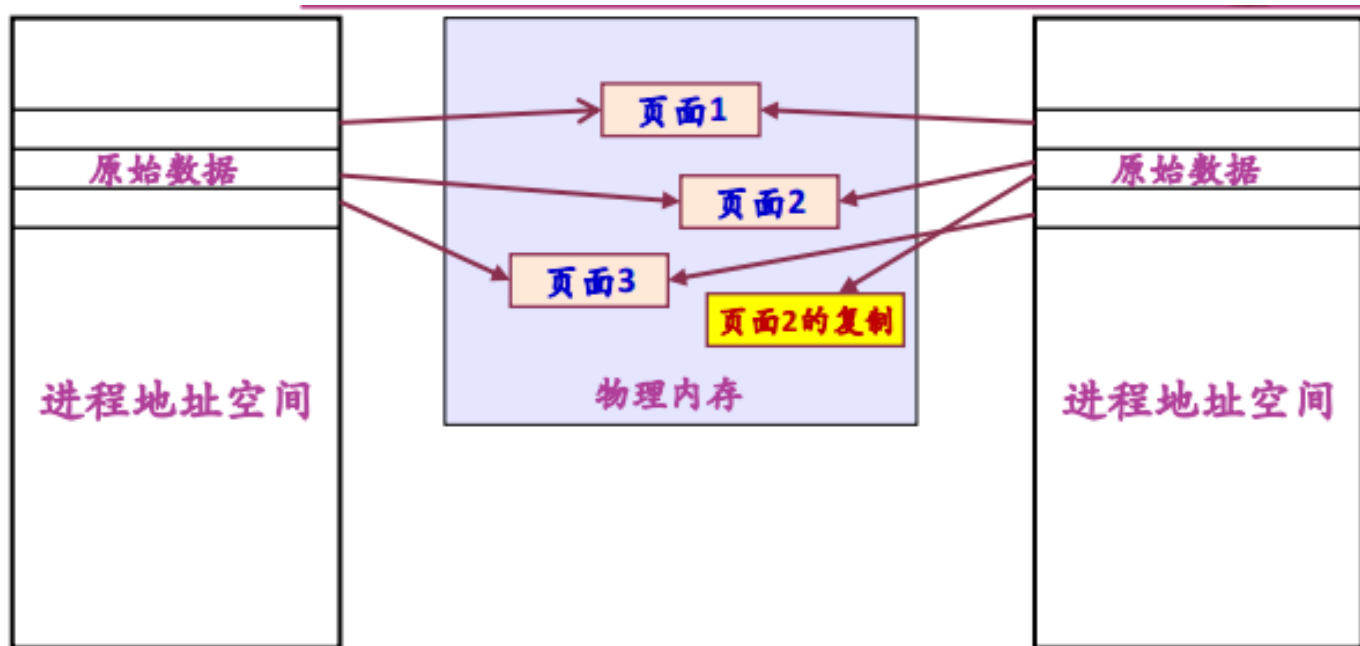 页面1
原始数据
原始数据
页面2
页面3
页面2的复制
进程地址空间
物理内存
进程地址空间